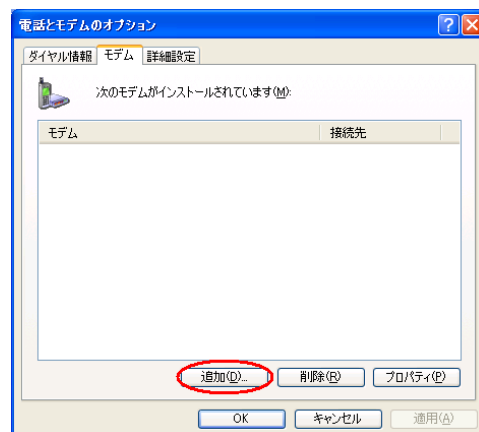 電話とモデムのオプション
ダイヤル情報 モデム 詳細設定
次のモデムがインストールされています(M):
モデム 接続先
追加(D)... 削除(R) プロパティ(P)
OK キャンセル 適用(A)